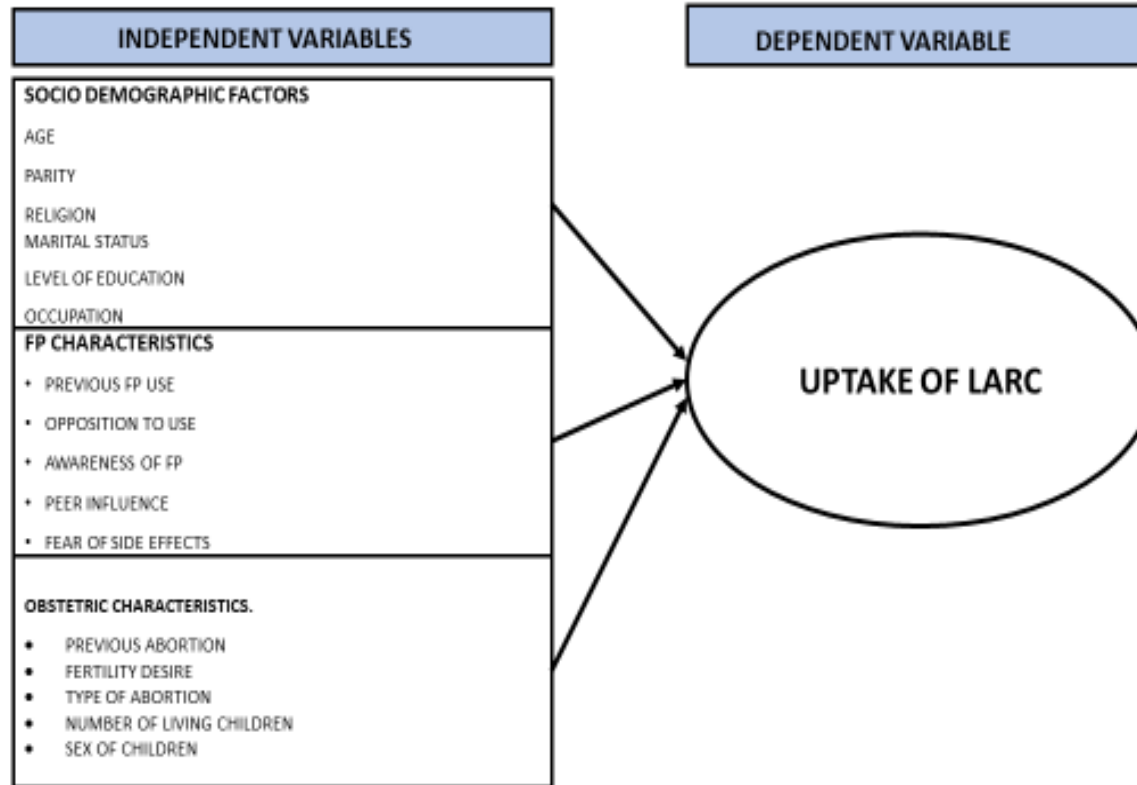 INDEPENDENT VARIABLES
DEPENDENT VARIABLE
SOCIO DEMOGRAPHIC FACTORS
AGE
PARITY
RELIGION
MARITAL STATUS
LEVEL OF EDUCATION
OCCUPATION
FP CHARACTERISTICS
• PREVIOUS FP USE
• OPPOSITION TO USE
• AWARENESS OF FP
• PEER INFLUENCE
• FEAR OF SIDE EFFECTS
OBSTETRIC CHARACTERISTICS.
• PREVIOUS ABORTION
• FERTILITY DESIRE
• TYPE OF ABORTION
• NUMBER OF LIVING CHILDREN
• SEX OF CHILDREN
UPTAKE OF LARC